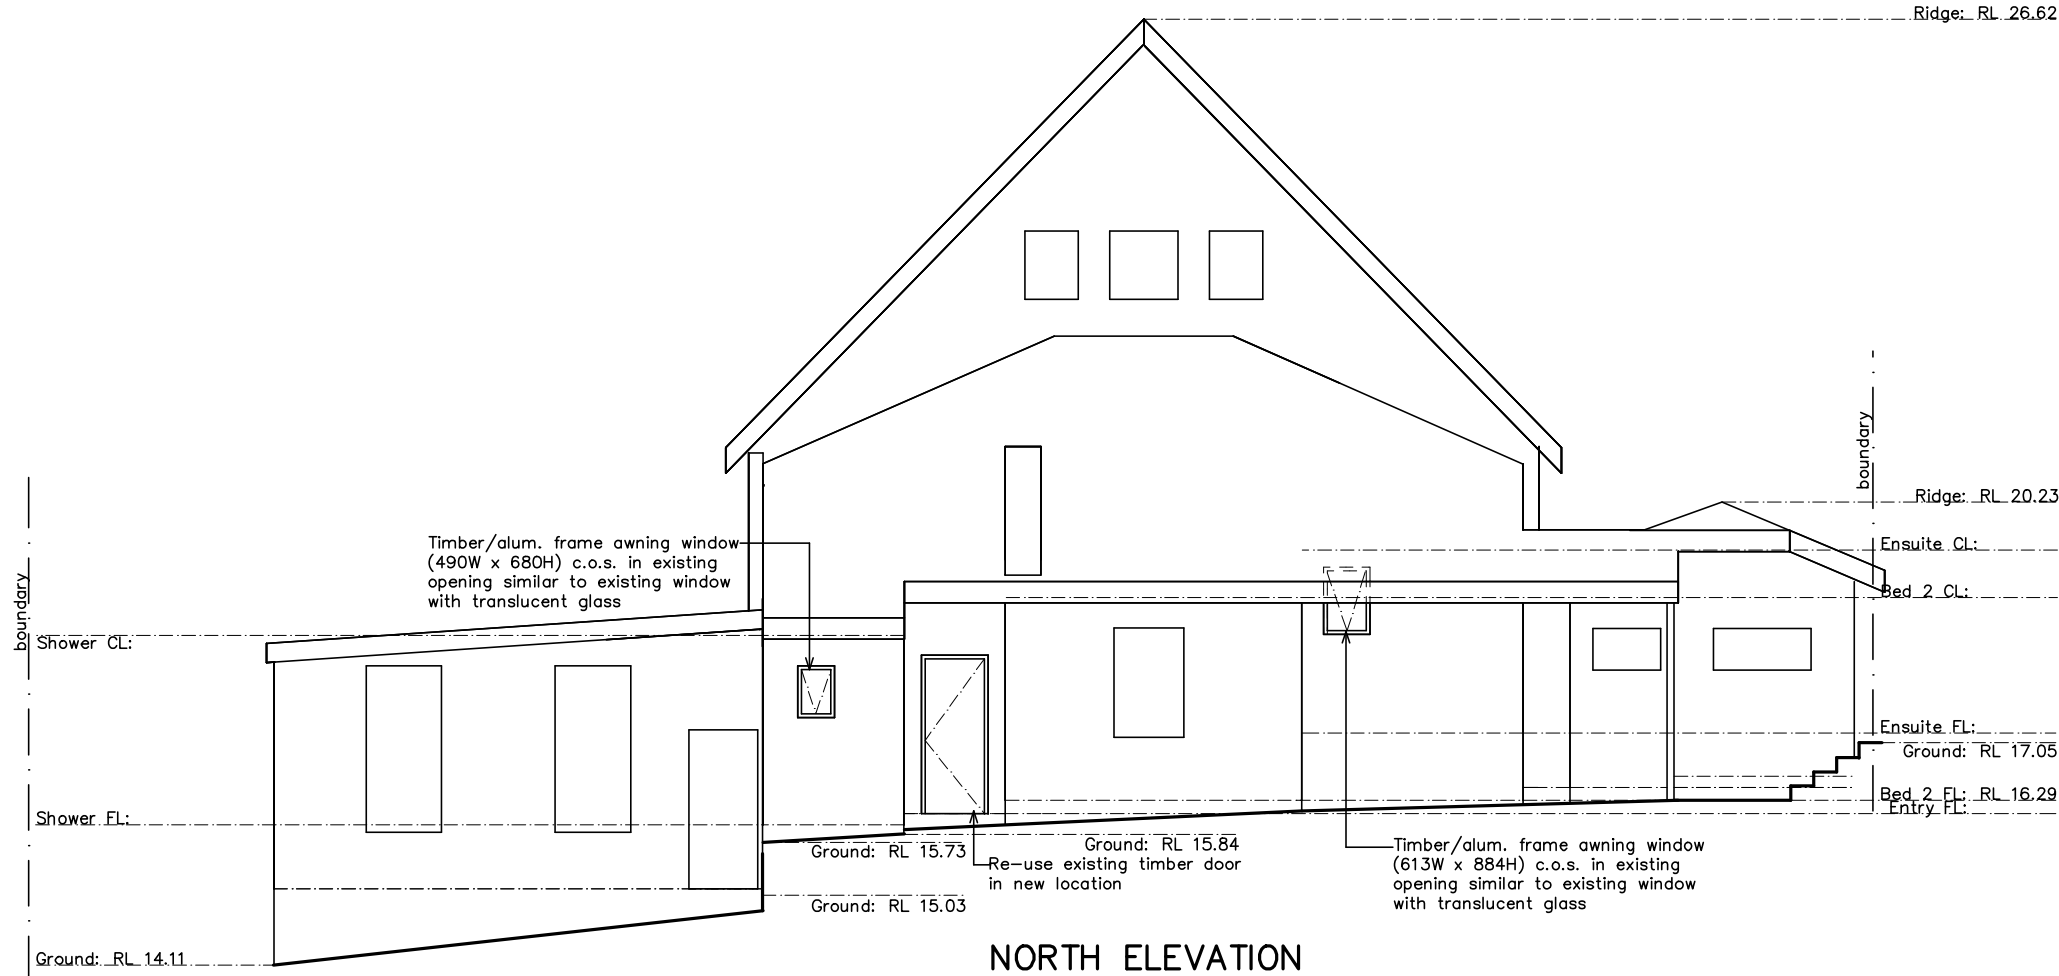 Ridge: RL 26.62
boundary
Ridge: RL 20.23
Timber/alum. frame awning window
(490W x 680H) c.o.s. in existing
opening similar to existing window
with translucent glass
Ensuite CL:
boundary
Bed 2 CL:
Shower CL:
Ensuite FL:
Ground: RL 17.05
Bed 2 FL: RL 16.29
Entry FL:
Shower FL:
Ground: RL 15.73
Ground: RL 15.84
Re-use existing timber door
in new location
Timber/alum. frame awning window
(613W x 884H) c.o.s. in existing
opening similar to existing window
with translucent glass
Ground: RL 15.03
Ground: RL 14.11
NORTH ELEVATION